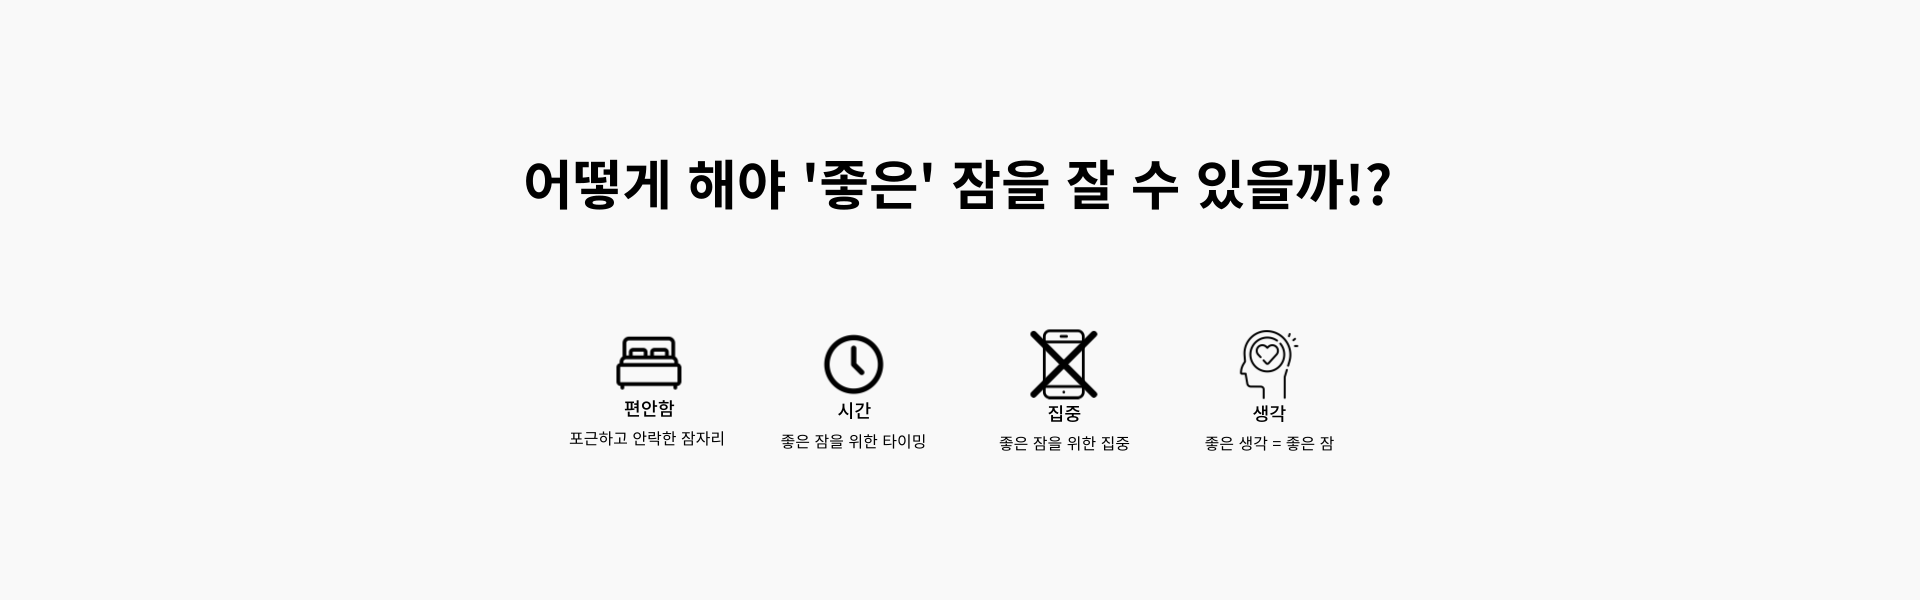 어떻게 해야 '좋은' 잠을 잘 수 있을까!?
편안함
포근하고 안락한 잠자리
시간
좋은 잠을 위한 타이밍
집중
좋은 잠을 위한 집중
생각
좋은 생각 = 좋은 잠